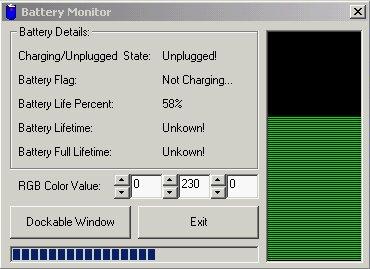 Battery Monitor
Battery Details:
Charging/Unplugged State: Unplugged!
Battery Flag: Not Charging...
Battery Life Percent: 58%
Battery Lifetime: Unkown!
Battery Full Lifetime: Unkown!
RGB Color Value: 0 230 0
Dockable Window Exit